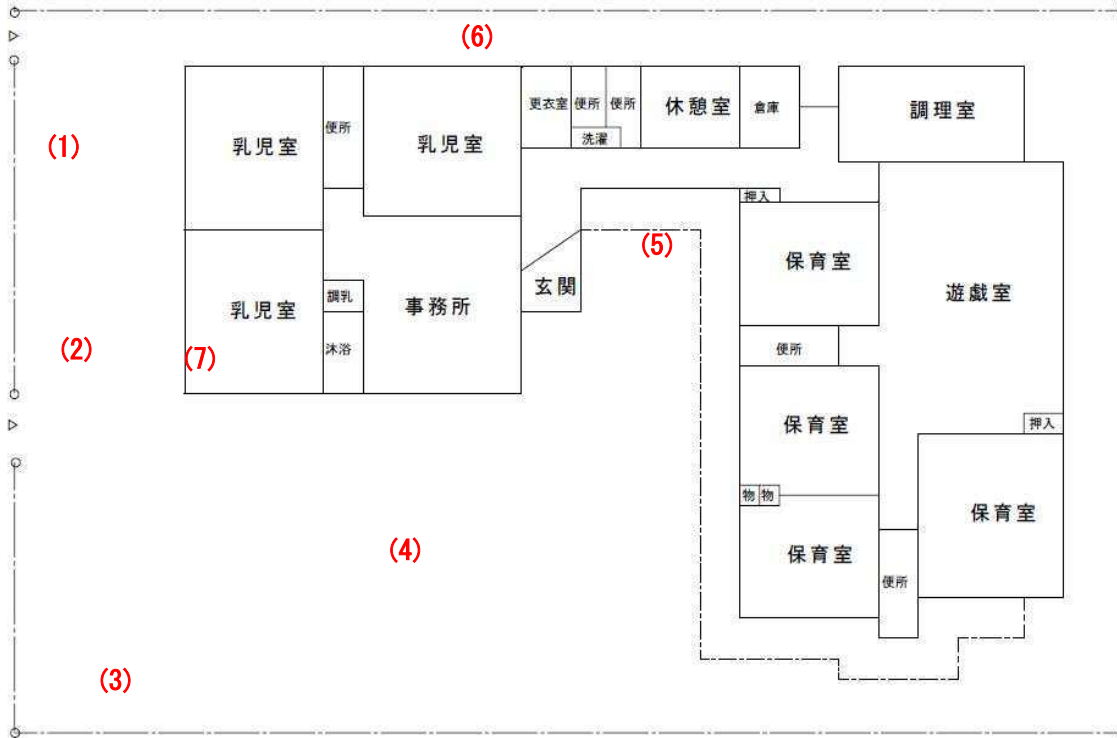 (6)
更衣室 便所 便所 休憩室 倉庫 調理室
(1) 乳児室 便所 乳児室 洗濯
押入
(5) 保育室
玄関 遊戯室
調乳
乳児室 事務所
(2) (7) 沐浴 便所
保育室 押入
物 物
保育室
(4) 保育室
便所
(3)